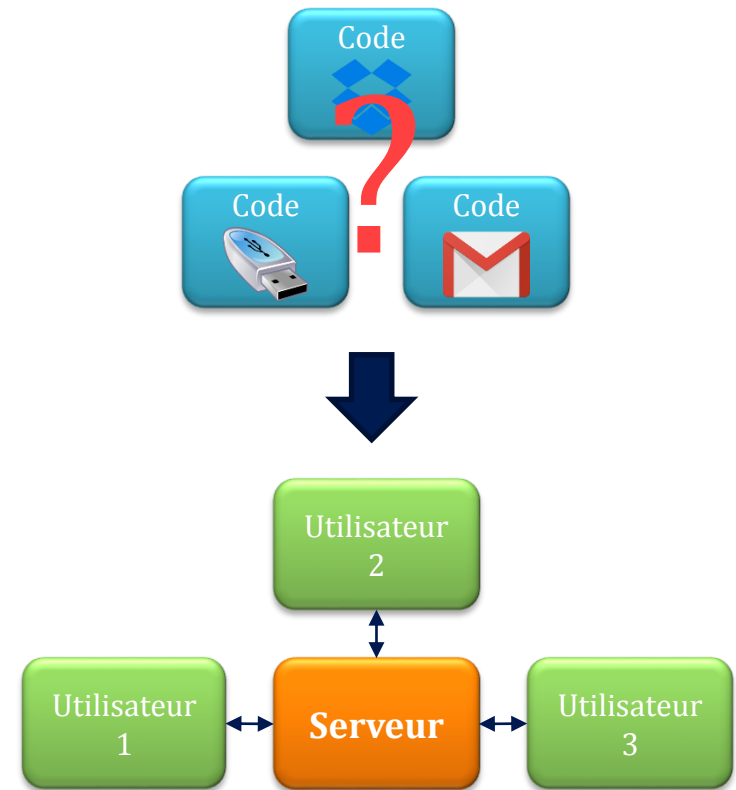 Code
?
Code
Code
Utilisateur
2
Utilisateur
1
Serveur
Utilisateur
3